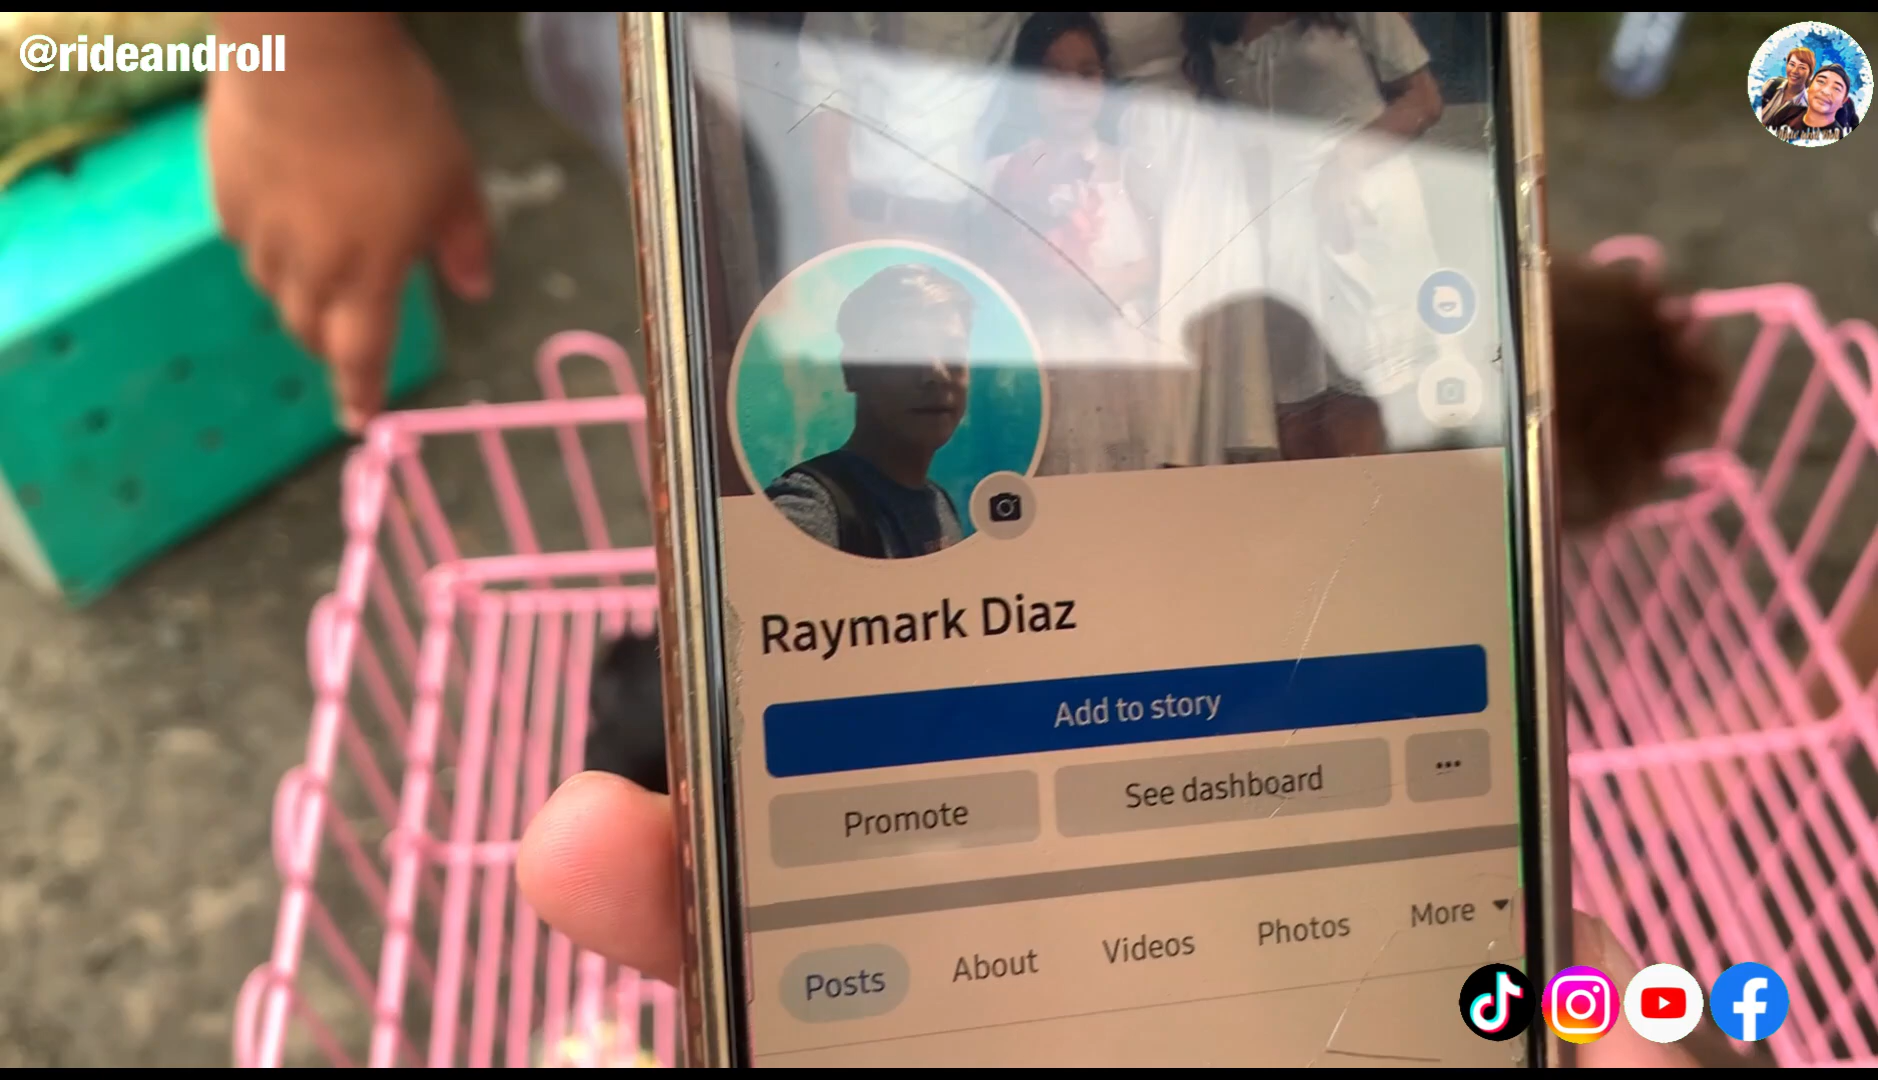 @rideandroll
Raymark Diaz
Add to story
Promote
See dashboard
Posts
About
Videos
Photos
More